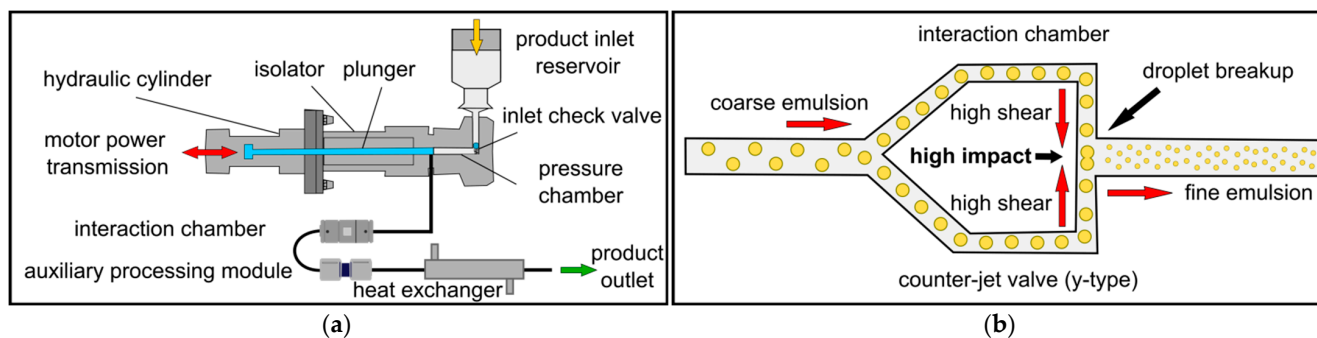 product inlet
reservoir
hydraulic cylinder
isolator
plunger
inlet check valve
motor power
transmission
pressure
chamber
interaction chamber
auxiliary processing module
heat exchanger
product
outlet
(a)
interaction chamber
droplet breakup
coarse emulsion
high shear
high impact
high shear
fine emulsion
counter-jet valve (y-type)
(b)